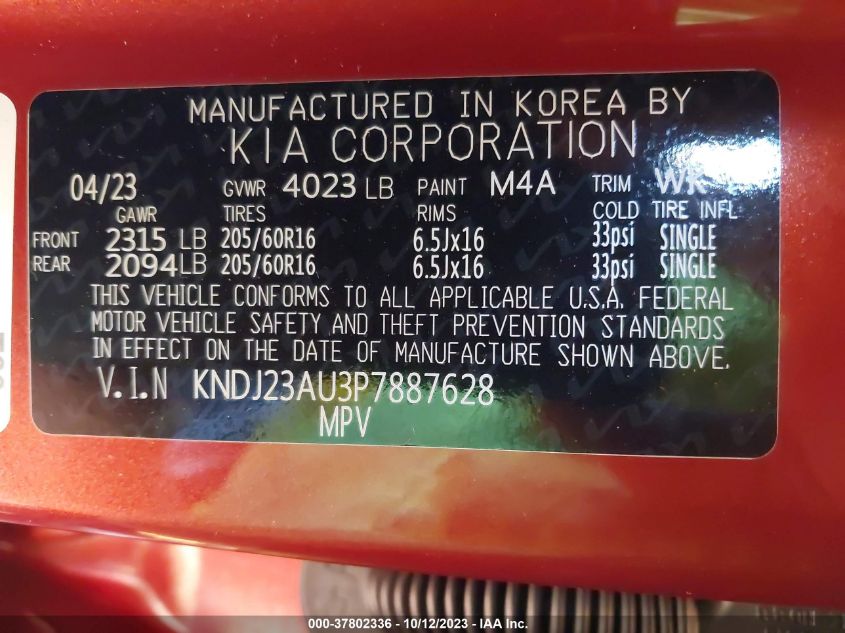 MANUFACTURED IN KOREA BY
KIA CORPORATION
04/23 GVWR 4023 LB PAINT M4A TRIM WK
GAWR TIRES RIMS COLD TIRE INFL
FRONT 2315 LB 205/60R16 6.5Jx16 33psi SINGLE
REAR 2094LB 205/60R16 6.5Jx16 33psi SINGLE
THIS VEHICLE CONFORMS TO ALL APPLICABLE U.S.A. FEDERAL
MOTOR VEHICLE SAFETY AND THEFT PREVENTION STANDARDS
IN EFFECT ON THE DATE OF MANUFACTURE SHOWN ABOVE.
V.I.N KNDJ23AU3P7887628
MPV
000-37802336 - 10/12/2023 - IAA Inc.